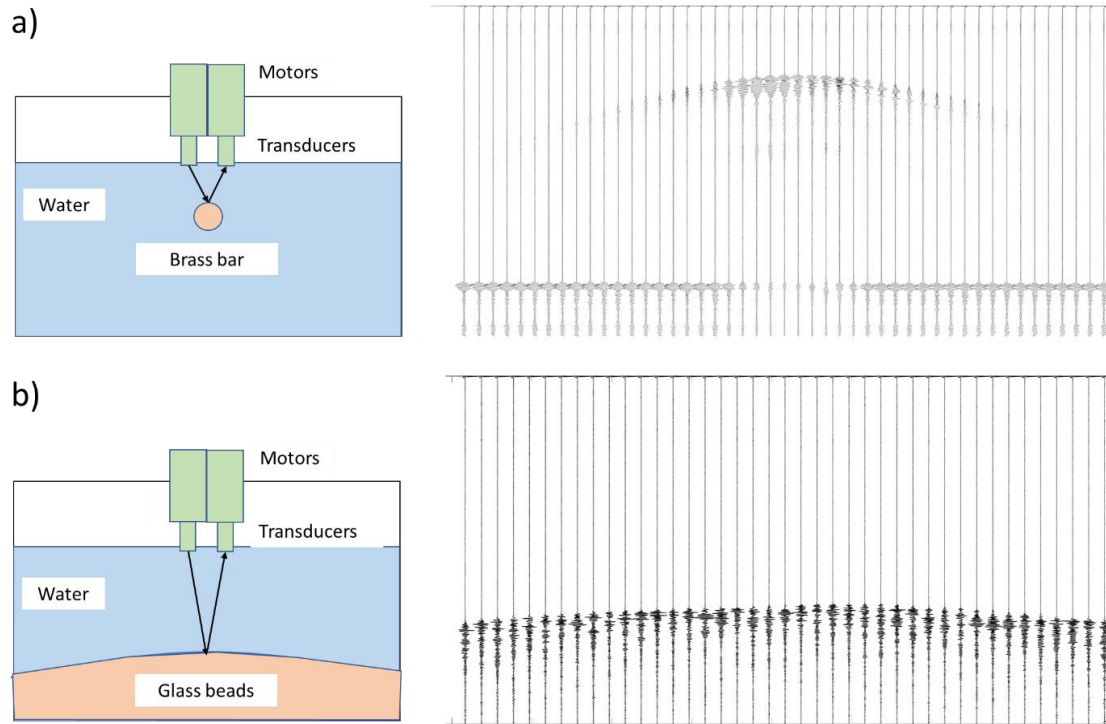 a)
Motors
Transducers
Water
Brass bar
b)
Motors
Transducers
Water
Glass beads